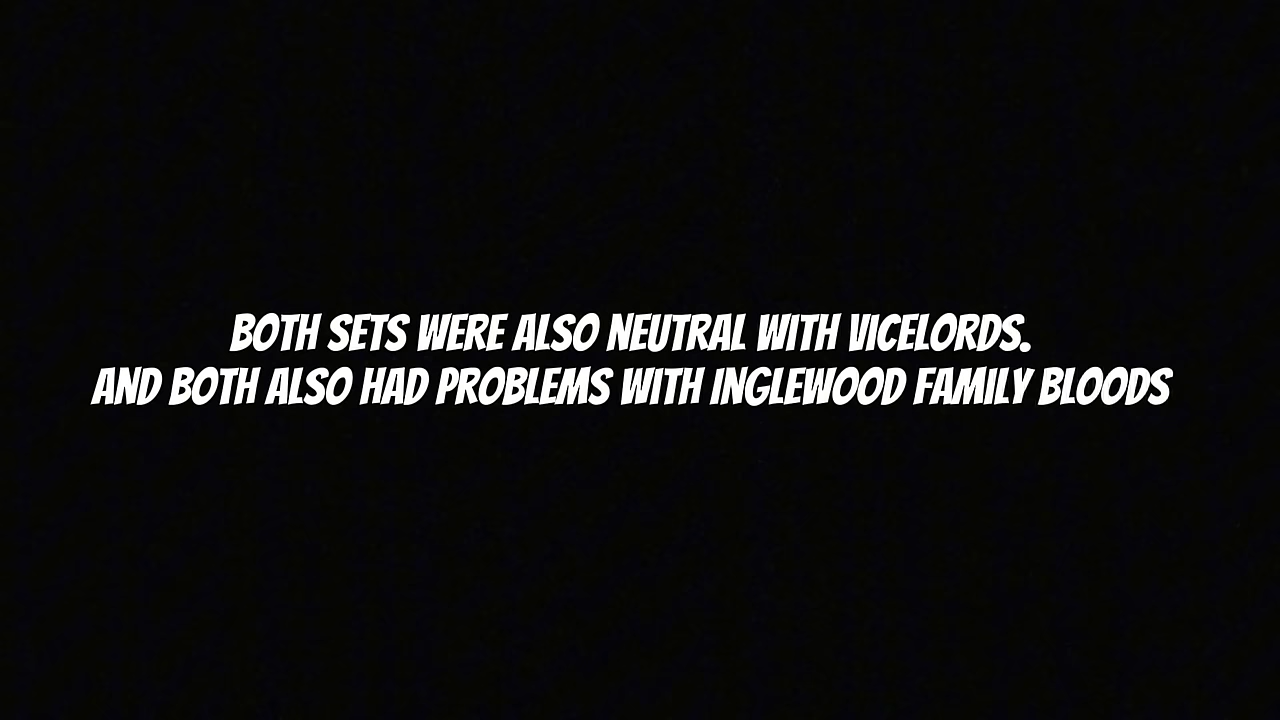 BOTH SETS WERE ALSO NEUTRAL WITH VICELORDS.
AND BOTH ALSO HAD PROBLEMS WITH INGLEWOOD FAMILY BLOODS